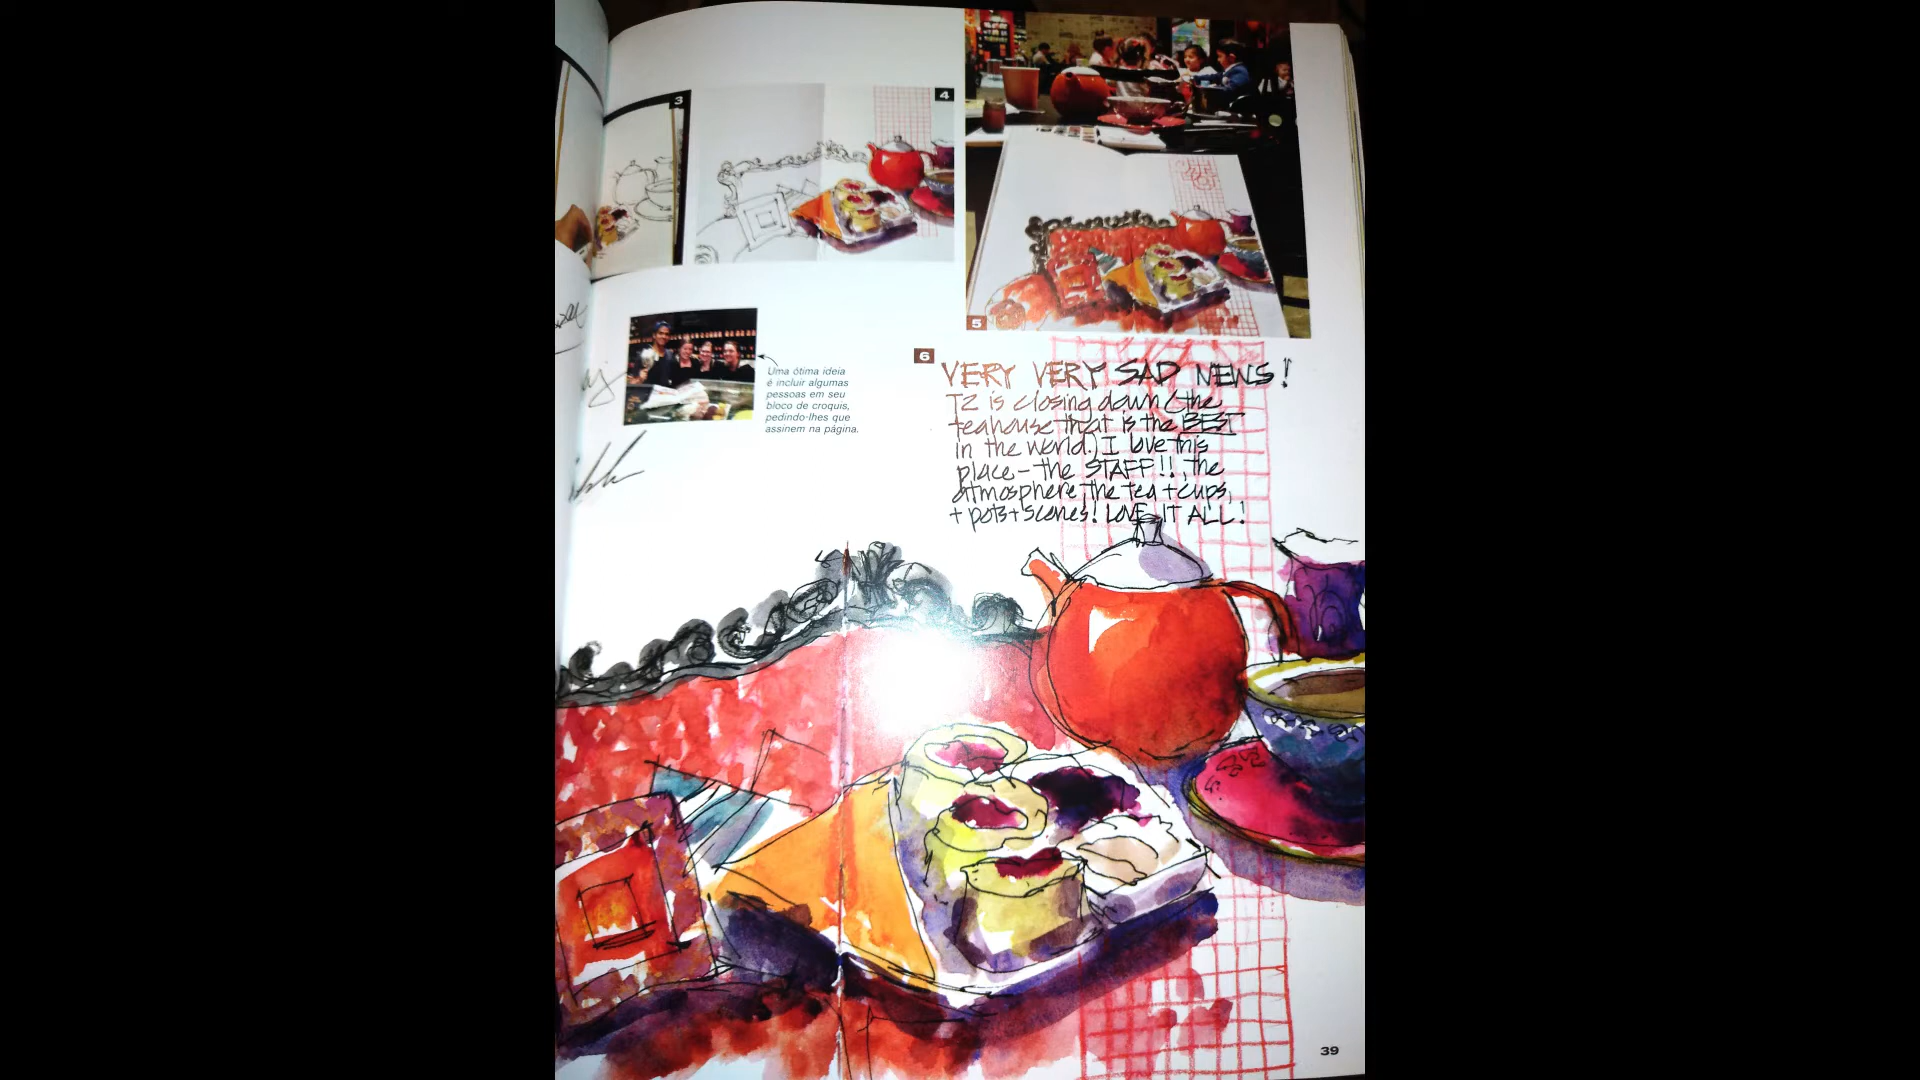 3
4
5
Uma ótima ideia
é incluir algumas
pessoas em seu
bloco de croquis,
pedindo-lhes que
assinem na página.
6
VERY VERY SAD NEWS!
T2 is closing down (the
teahouse that is the BEST
in the world.) I love this
place - the STAFF!!, the
atmosphere, the tea + cups,
+ pots + scones! LOVE IT ALL!
39